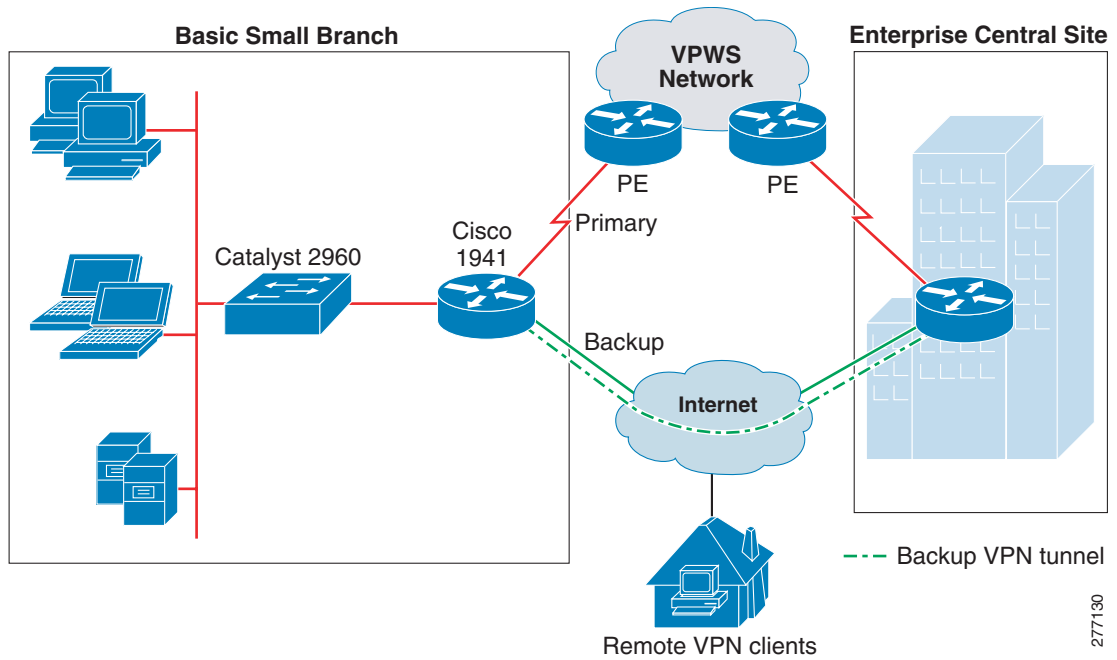 Basic Small Branch
Enterprise Central Site
VPWS
Network
PE
PE
Primary
Cisco
1941
Catalyst 2960
Backup
Internet
Backup VPN tunnel
Remote VPN clients
277130